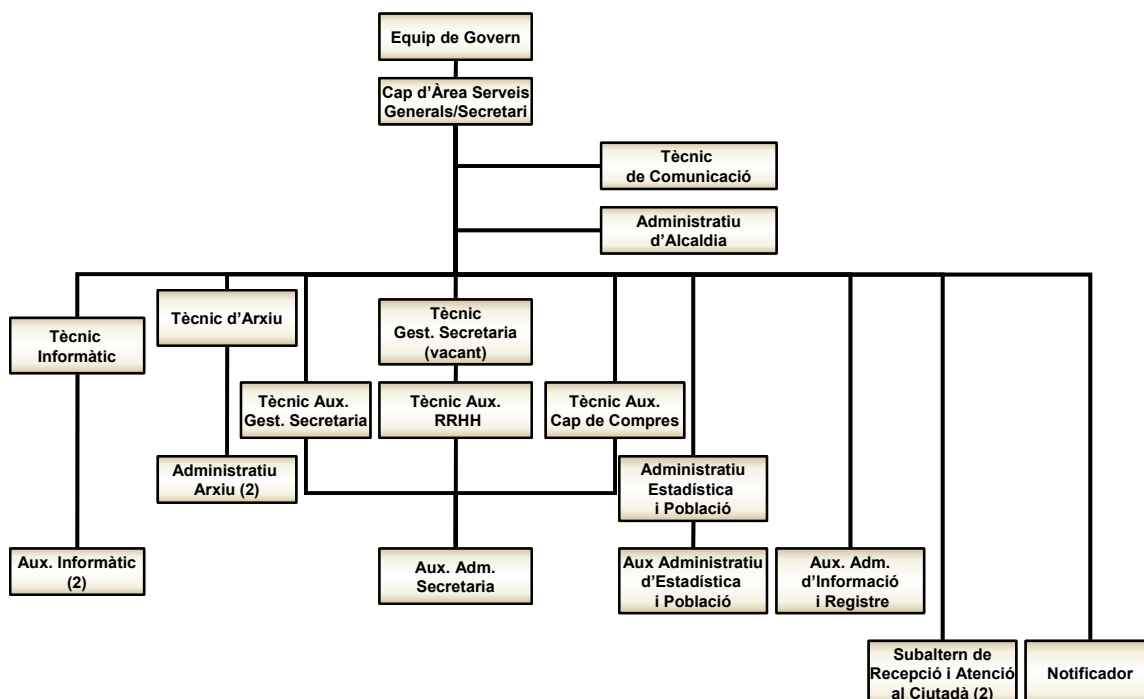 Equip de Govern
Cap d’Àrea Serveis
Generals/Secretari
Tècnic
de Comunicació
Administratiu
d’Alcaldia
Tècnic
Informàtic
Tècnic d’Arxiu
Tècnic
Gest. Secretaria
(vacant)
Tècnic Aux.
Gest. Secretaria
Tècnic Aux.
RRHH
Tècnic Aux.
Cap de Compres
Administratiu
Arxiu (2)
Administratiu
Estadística
i Població
Aux. Informàtic
(2)
Aux. Adm.
Secretaria
Aux Administratiu
d’Estadística
i Població
Aux. Adm.
d’Informació
i Registre
Subaltern de
Recepció i Atenció
al Ciutadà (2)
Notificador